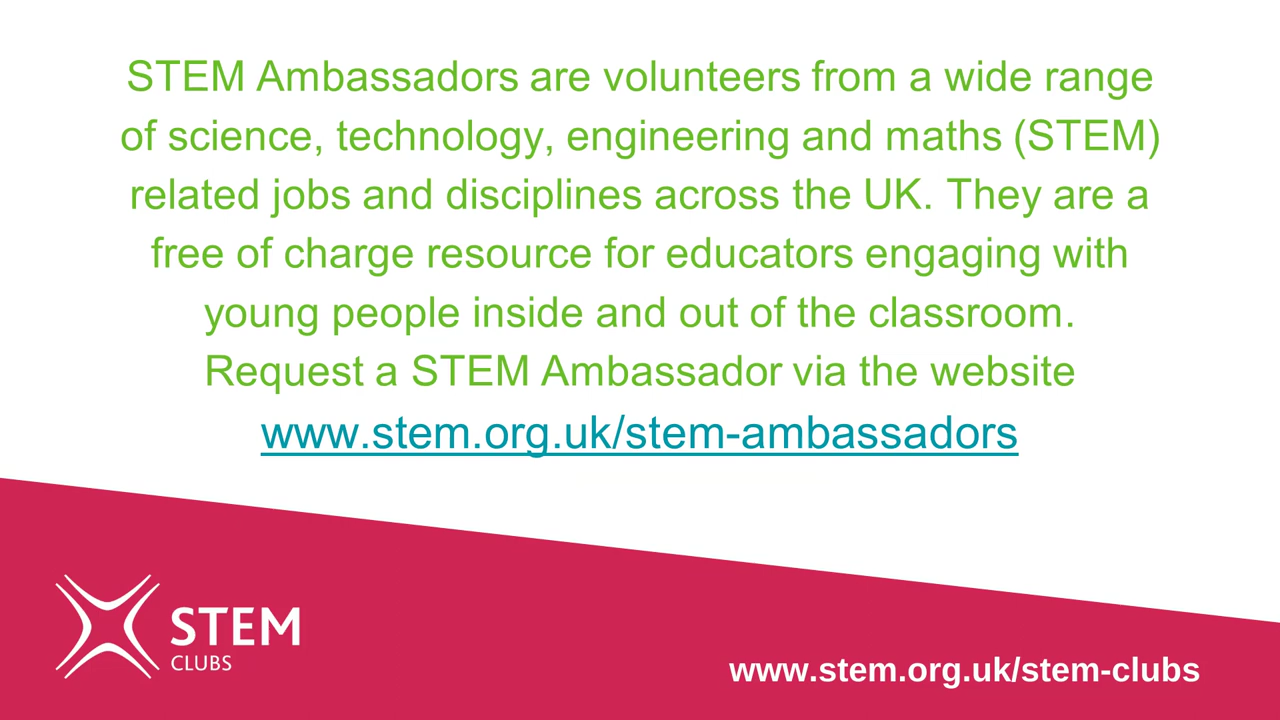 STEM Ambassadors are volunteers from a wide range
of science, technology, engineering and maths (STEM)
related jobs and disciplines across the UK. They are a
free of charge resource for educators engaging with
young people inside and out of the classroom.
Request a STEM Ambassador via the website
www.stem.org.uk/stem-ambassadors
STEM
CLUBS
www.stem.org.uk/stem-clubs